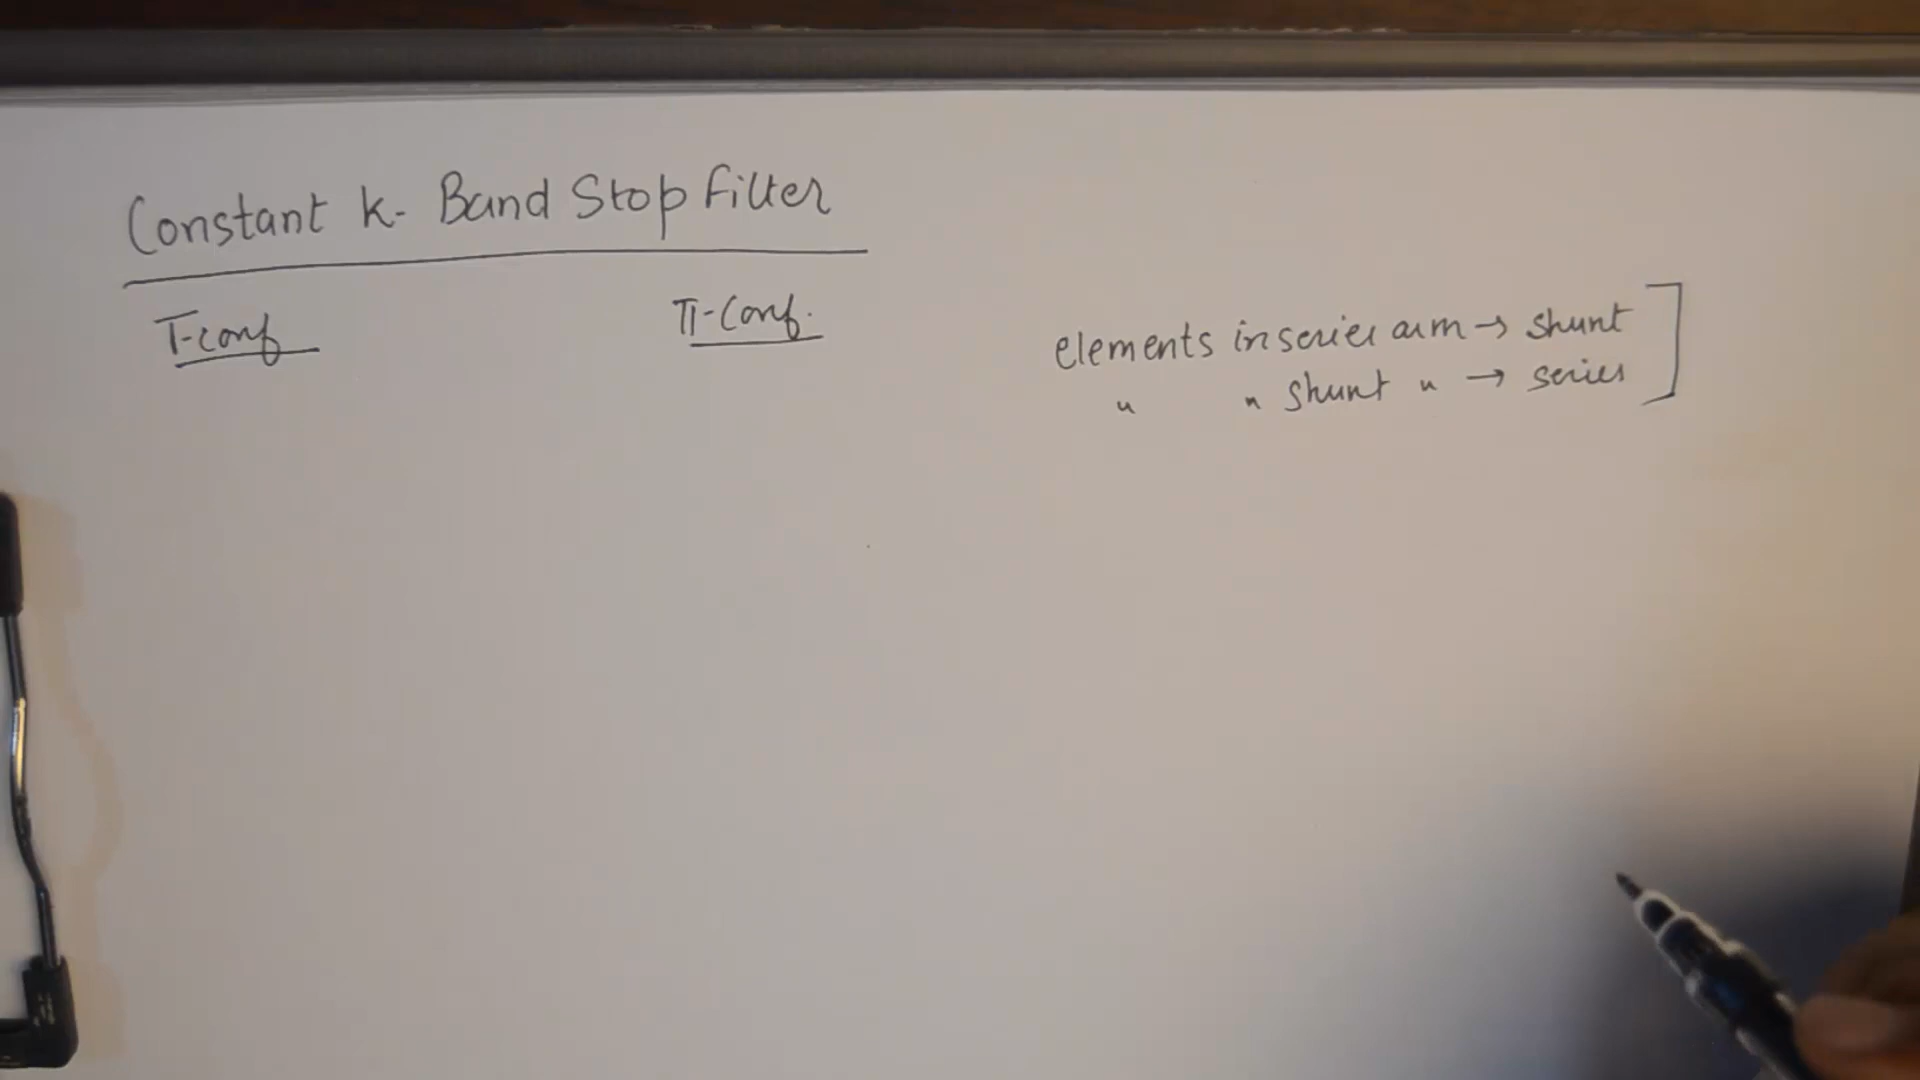 Constant k- Band Stop Filter
T-conf
π-Conf.
elements in series arm → shunt
" " shunt " → series